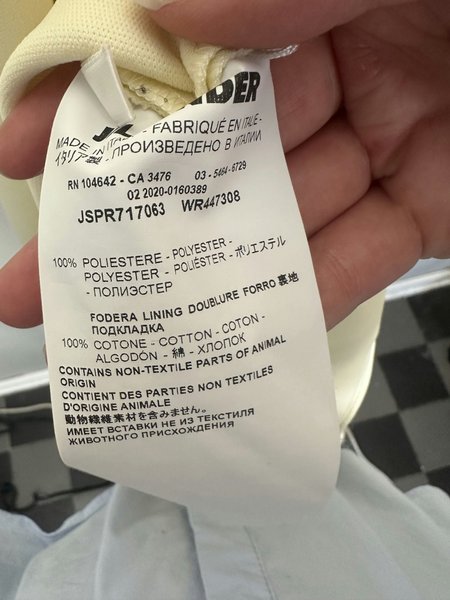 MADE IN ITALY - FABRIQUÉ EN ITALIE -
イタリア製 - ПРОИЗВЕДЕНО В ИТАЛИИ
RN 104642 - CA 3476 03-5464-6729
02 2020-0160389
JSPR717063 WR447308
100% POLIESTERE - POLYESTER -
POLYESTER - POLIÉSTER - ポリエステル
- ПОЛИЭСТЕР
FODERA LINING DOUBLURE FORRO 裏地
ПОДКЛАДКА
100% COTONE - COTTON - COTON -
ALGODÓN - 綿 - ХЛОПОК
CONTAINS NON-TEXTILE PARTS OF ANIMAL
ORIGIN
CONTIENT DES PARTIES NON TEXTILES
D'ORIGINE ANIMALE
動物繊維素材を含みません。
ИМЕЕТ ВСТАВКИ НЕ ИЗ ТЕКСТИЛЯ
ЖИВОТНОГО ПРОИСХОЖДЕНИЯ